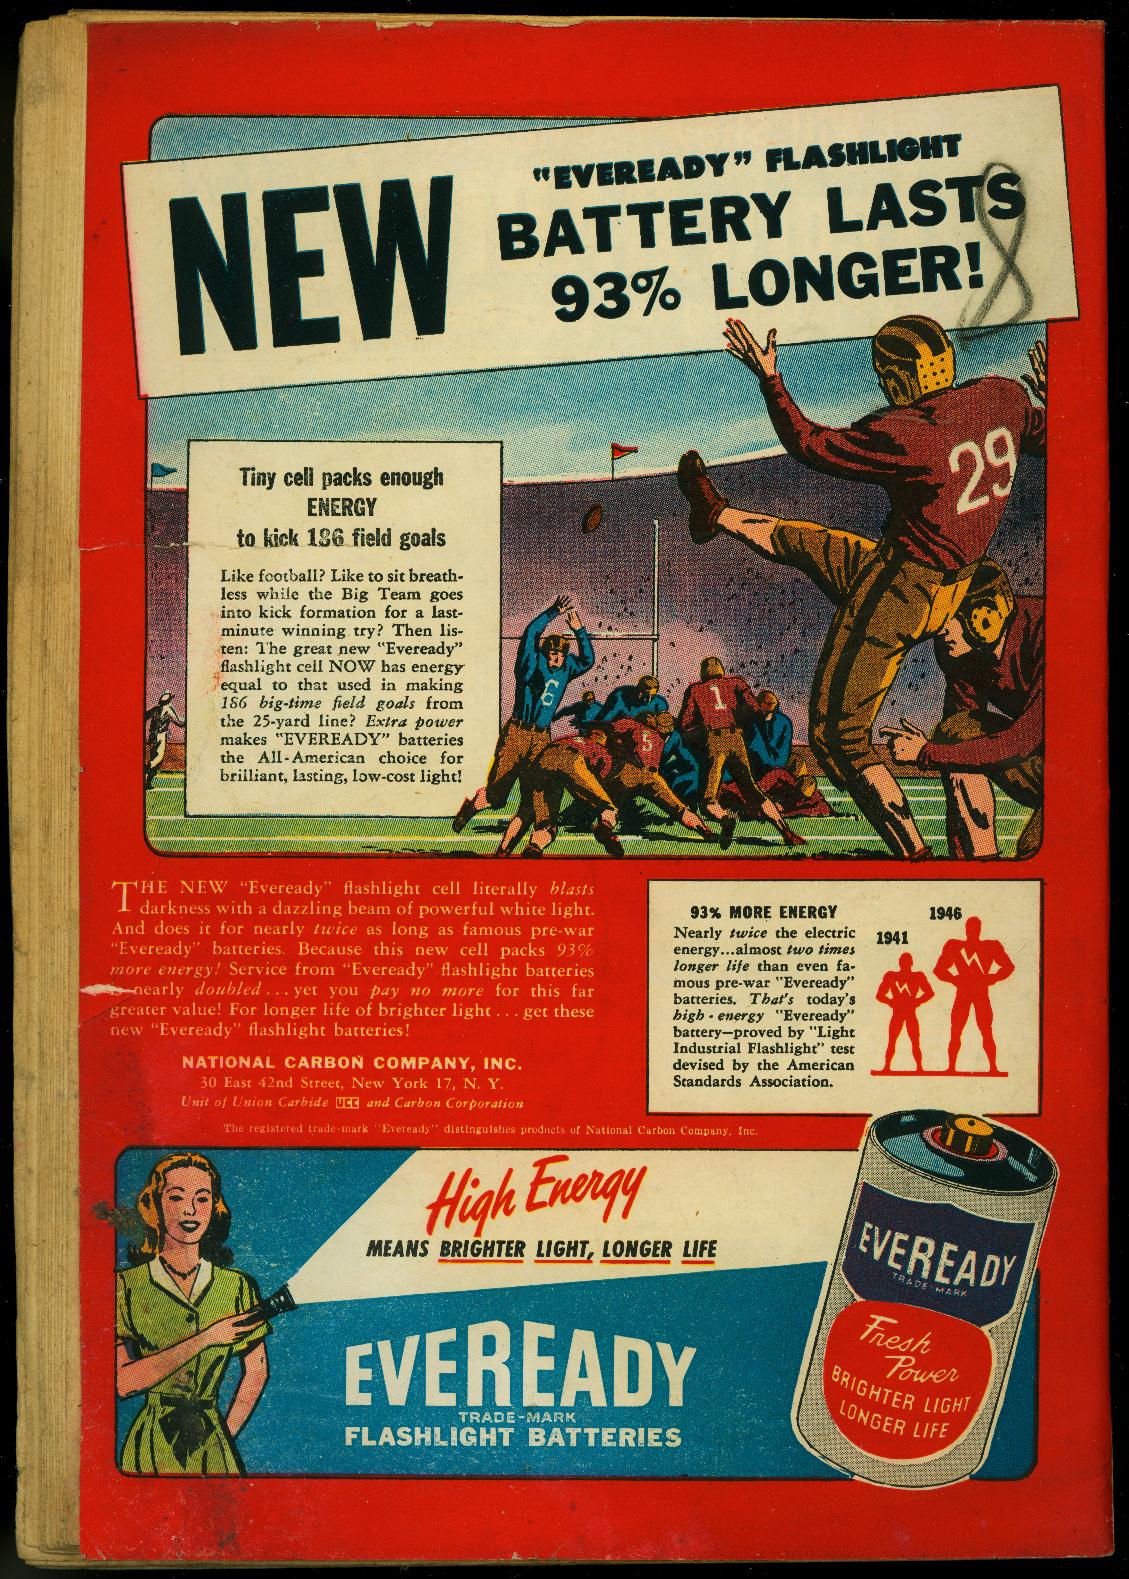 NEW
"EVEREADY" FLASHLIGHT
BATTERY LASTS
93% LONGER!
8
29
Tiny cell packs enough
ENERGY
to kick 186 field goals
Like football? Like to sit breath-
less while the Big Team goes
into kick formation for a last-
minute winning try? Then lis-
ten: The great new "Eveready"
flashlight cell NOW has energy
equal to that used in making
186 big-time field goals from
the 25-yard line? Extra power
makes "EVEREADY" batteries
the All-American choice for
brilliant, lasting, low-cost light!
6
1
5
THE NEW "Eveready" flashlight cell literally blasts
darkness with a dazzling beam of powerful white light.
And does it for nearly twice as long as famous pre-war
"Eveready" batteries. Because this new cell packs 93%
more energy! Service from "Eveready" flashlight batteries
is nearly doubled...yet you pay no more for this far
greater value! For longer life of brighter light...get these
new "Eveready" flashlight batteries!
NATIONAL CARBON COMPANY, INC.
30 East 42nd Street, New York 17, N. Y.
Unit of Union Carbide UCC and Carbon Corporation
The registered trade-mark "Eveready" distinguishes products of National Carbon Company, Inc.
93% MORE ENERGY
Nearly twice the electric
energy...almost two times
longer life than even fa-
mous pre-war "Eveready"
batteries. That's today's
high-energy "Eveready"
battery—proved by "Light
Industrial Flashlight" test
devised by the American
Standards Association.
1941
1946
High Energy
MEANS BRIGHTER LIGHT, LONGER LIFE
EVEREADY
TRADE-MARK
FLASHLIGHT BATTERIES
EVEREADY
TRADE-MARK
Fresh
Power
BRIGHTER LIGHT
LONGER LIFE